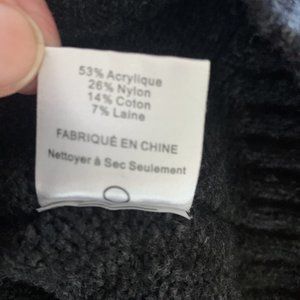 53% Acrylique
26% Nylon
14% Coton
7% Laine
FABRIQUÉ EN CHINE
Nettoyer à Sec Seulement